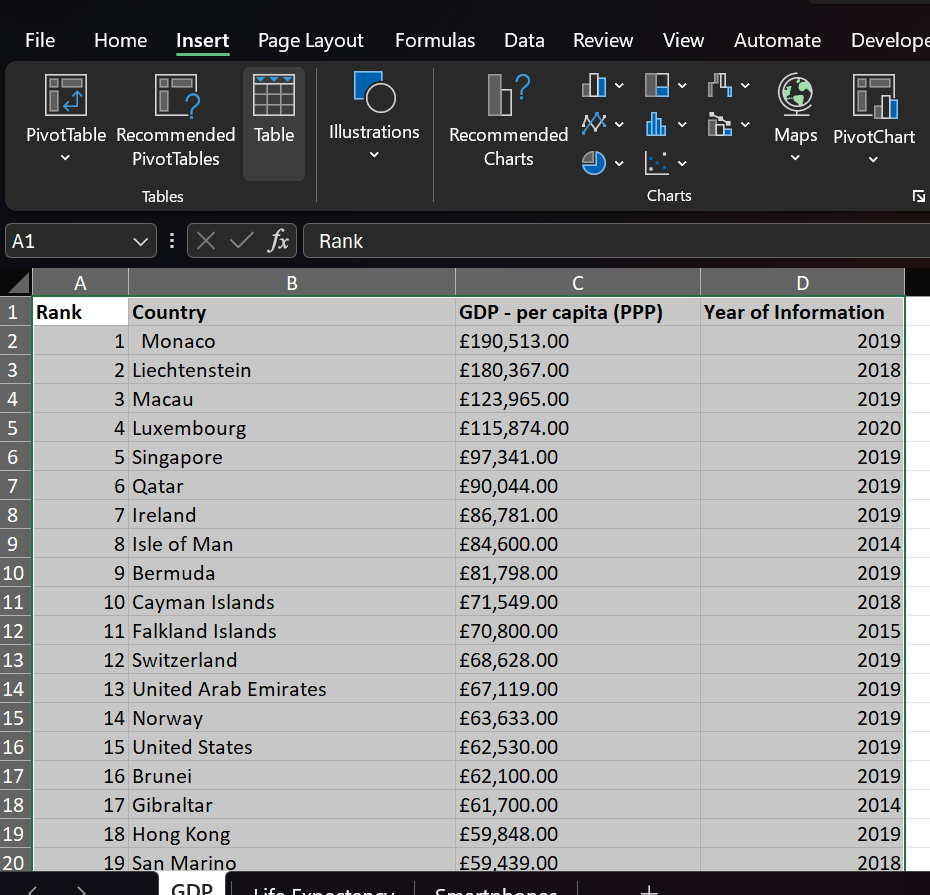 File Home Insert Page Layout Formulas Data Review View Automate Develope
PivotTable Recommended PivotTables Table Illustrations Recommended Charts Maps PivotChart
Tables Charts
A1 fx Rank
A B C D
1 Rank Country GDP - per capita (PPP) Year of Information
2 1 Monaco £190,513.00 2019
3 2 Liechtenstein £180,367.00 2018
4 3 Macau £123,965.00 2019
5 4 Luxembourg £115,874.00 2020
6 5 Singapore £97,341.00 2019
7 6 Qatar £90,044.00 2019
8 7 Ireland £86,781.00 2019
9 8 Isle of Man £84,600.00 2014
10 9 Bermuda £81,798.00 2019
11 10 Cayman Islands £71,549.00 2018
12 11 Falkland Islands £70,800.00 2015
13 12 Switzerland £68,628.00 2019
14 13 United Arab Emirates £67,119.00 2019
15 14 Norway £63,633.00 2019
16 15 United States £62,530.00 2019
17 16 Brunei £62,100.00 2019
18 17 Gibraltar £61,700.00 2014
19 18 Hong Kong £59,848.00 2019
20 19 San Marino £59,439.00 2018
GDP Life Expectancy Smartphones